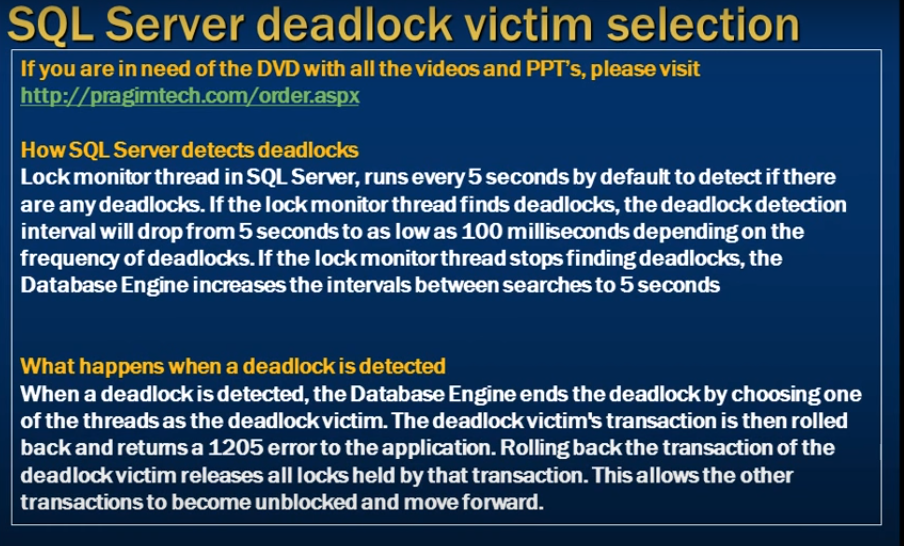 SQL Server deadlock victim selection
If you are in need of the DVD with all the videos and PPT's, please visit
http://pragimtech.com/order.aspx
How SQL Server detects deadlocks
Lock monitor thread in SQL Server, runs every 5 seconds by default to detect if there
are any deadlocks. If the lock monitor thread finds deadlocks, the deadlock detection
interval will drop from 5 seconds to as low as 100 milliseconds depending on the
frequency of deadlocks. If the lock monitor thread stops finding deadlocks, the
Database Engine increases the intervals between searches to 5 seconds
What happens when a deadlock is detected
When a deadlock is detected, the Database Engine ends the deadlock by choosing one
of the threads as the deadlock victim. The deadlock victim's transaction is then rolled
back and returns a 1205 error to the application. Rolling back the transaction of the
deadlock victim releases all locks held by that transaction. This allows the other
transactions to become unblocked and move forward.